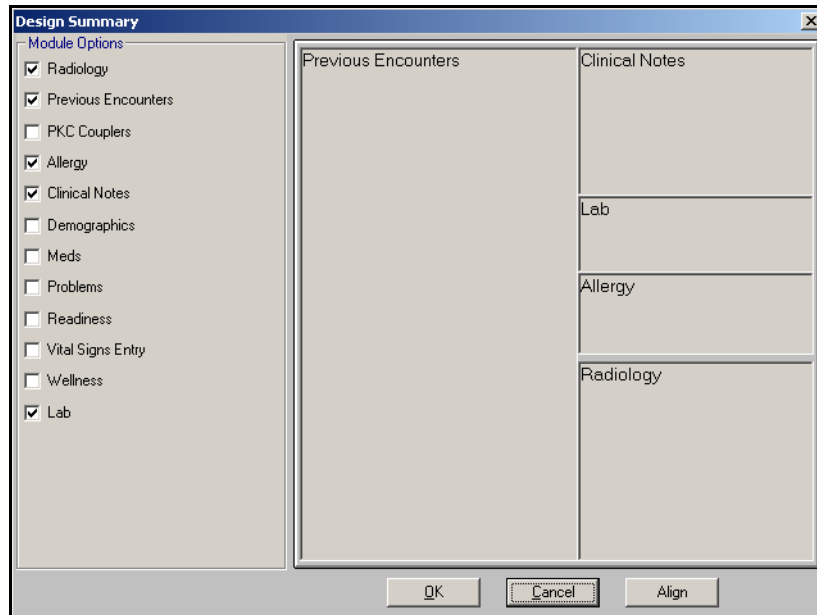 Design Summary
Module Options
Radiology
Previous Encounters
PKC Couplers
Allergy
Clinical Notes
Demographics
Meds
Problems
Readiness
Vital Signs Entry
Wellness
Lab
Previous Encounters
Clinical Notes
Lab
Allergy
Radiology
OK
Cancel
Align